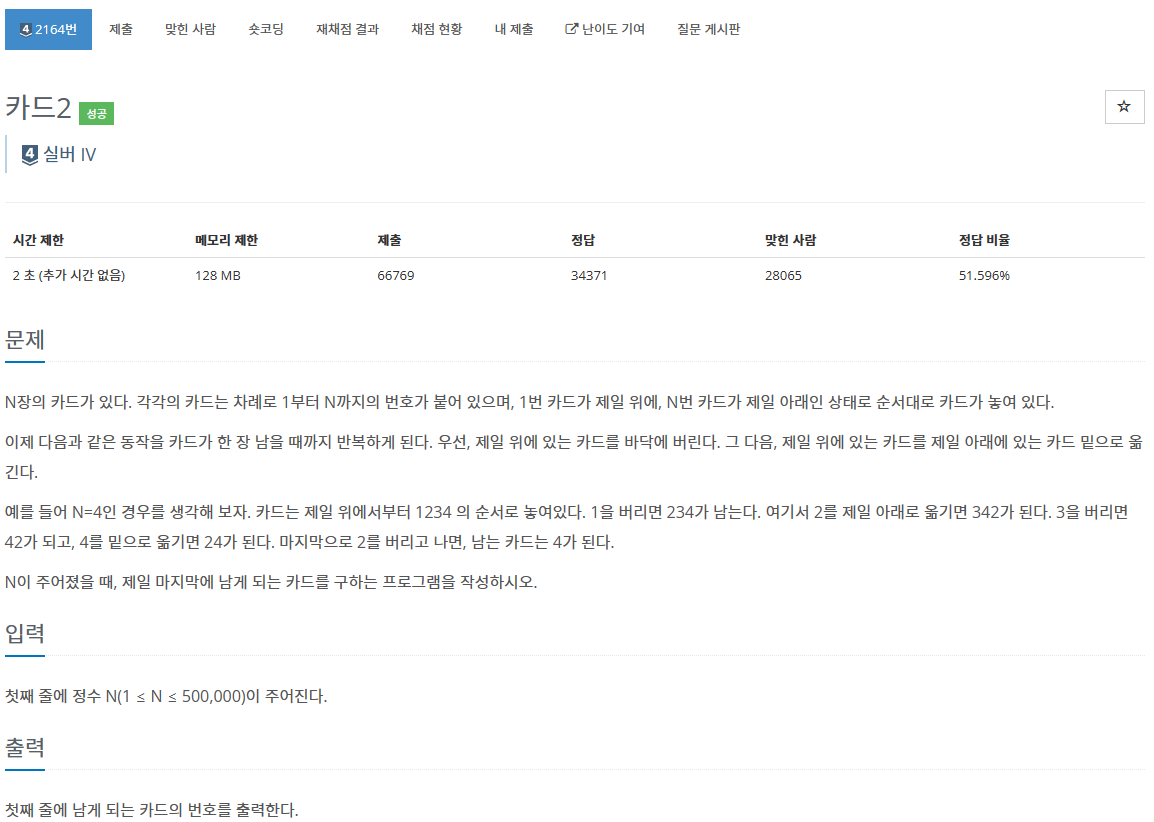 4 2164번 제출 맞힌 사람 숏코딩 재채점 결과 채점 현황 내 제출 난이도 기여 질문 게시판
카드2 성공
4 실버 IV
시간 제한 메모리 제한 제출 정답 맞힌 사람 정답 비율
2 초 (추가 시간 없음) 128 MB 66769 34371 28065 51.596%
문제
N장의 카드가 있다. 각각의 카드는 차례로 1부터 N까지의 번호가 붙어 있으며, 1번 카드가 제일 위에, N번 카드가 제일 아래인 상태로 순서대로 카드가 놓여 있다.
이제 다음과 같은 동작을 카드가 한 장 남을 때까지 반복하게 된다. 우선, 제일 위에 있는 카드를 바닥에 버린다. 그 다음, 제일 위에 있는 카드를 제일 아래에 있는 카드 밑으로 옮
긴다.
예를 들어 N=4인 경우를 생각해 보자. 카드는 제일 위에서부터 1234 의 순서로 놓여있다. 1을 버리면 234가 남는다. 여기서 2를 제일 아래로 옮기면 342가 된다. 3을 버리면
42가 되고, 4를 밑으로 옮기면 24가 된다. 마지막으로 2를 버리고 나면, 남는 카드는 4가 된다.
N이 주어졌을 때, 제일 마지막에 남게 되는 카드를 구하는 프로그램을 작성하시오.
입력
첫째 줄에 정수 N(1 ≤ N ≤ 500,000)이 주어진다.
출력
첫째 줄에 남게 되는 카드의 번호를 출력한다.